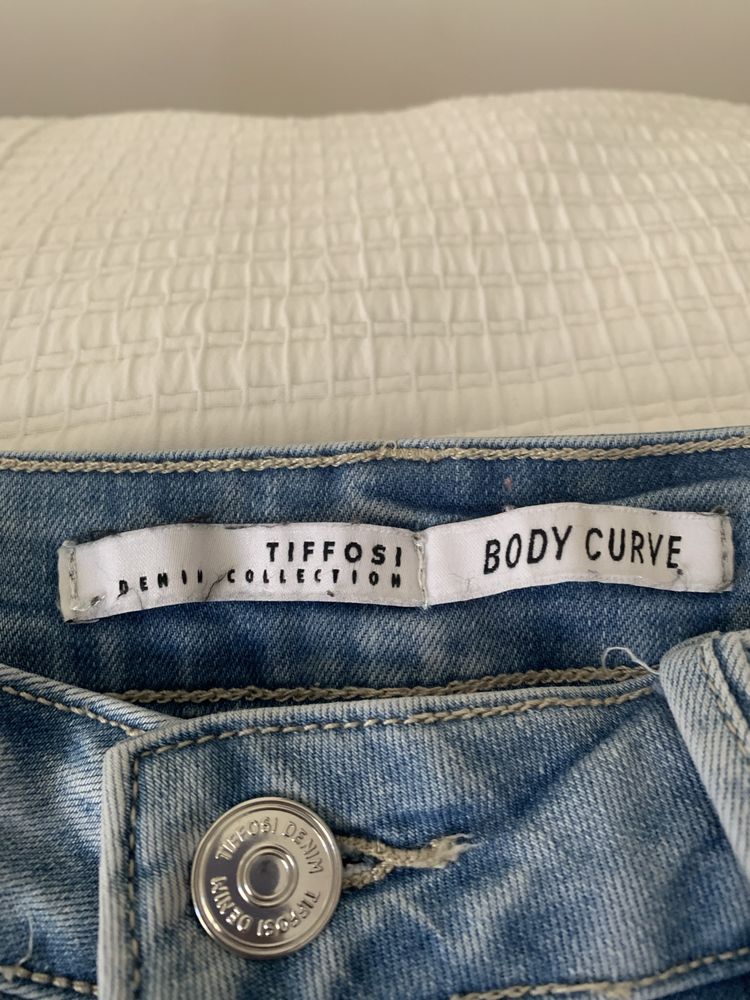 TIFFOSI
DENIM COLLECTION
BODY CURVE
TIFFOSI DENIM
TIFFOSI DENIM